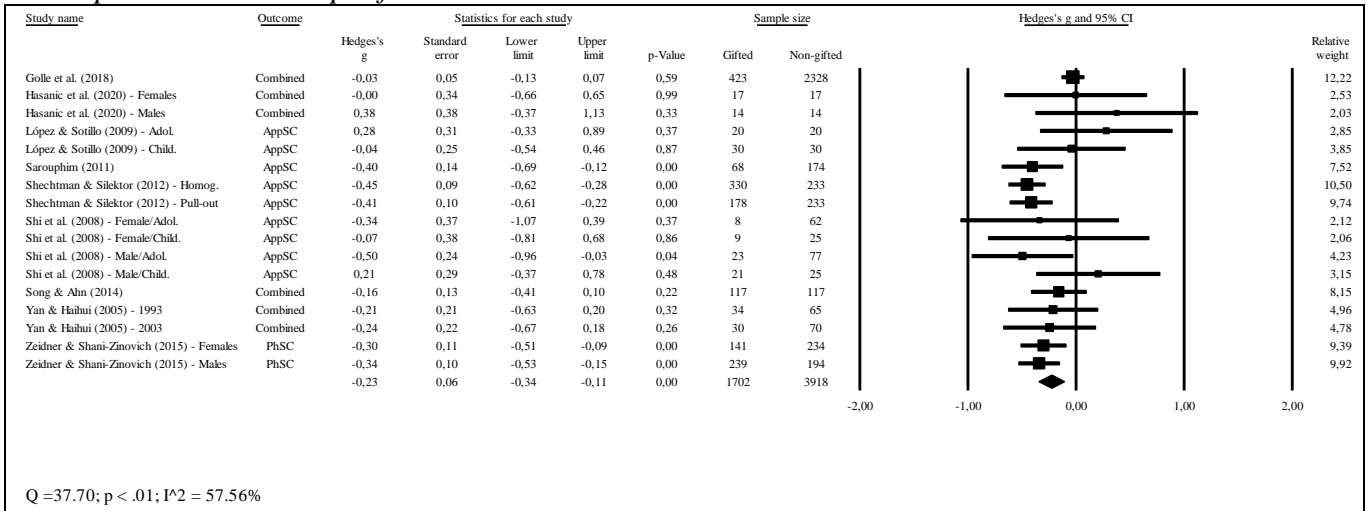 Study name Outcome Statistics for each study Sample size Hedges's g and 95% CI
Hedges's g Standard error Lower limit Upper limit p-Value Gifted Non-gifted Relative weight
Golle et al. (2018) Combined -0,03 0,05 -0,13 0,07 0,59 423 2328 12,22
Hasanic et al. (2020) - Females Combined -0,00 0,34 -0,66 0,65 0,99 17 17 2,53
Hasanic et al. (2020) - Males Combined 0,38 0,38 -0,37 1,13 0,33 14 14 2,03
López & Sotillo (2009) - Adol. AppSC 0,28 0,31 -0,33 0,89 0,37 20 20 2,85
López & Sotillo (2009) - Child. AppSC -0,04 0,25 -0,54 0,46 0,87 30 30 3,85
Sarouphim (2011) AppSC -0,40 0,14 -0,69 -0,12 0,00 68 174 7,52
Shechtman & Silektor (2012) - Homog. AppSC -0,45 0,09 -0,62 -0,28 0,00 330 233 10,50
Shechtman & Silektor (2012) - Pull-out AppSC -0,41 0,10 -0,61 -0,22 0,00 178 233 9,74
Shi et al. (2008) - Female/Adol. AppSC -0,34 0,37 -1,07 0,39 0,37 8 62 2,12
Shi et al. (2008) - Female/Child. AppSC -0,07 0,38 -0,81 0,68 0,86 9 25 2,06
Shi et al. (2008) - Male/Adol. AppSC -0,50 0,24 -0,96 -0,03 0,04 23 77 4,23
Shi et al. (2008) - Male/Child. AppSC 0,21 0,29 -0,37 0,78 0,48 21 25 3,15
Song & Ahn (2014) Combined -0,16 0,13 -0,41 0,10 0,22 117 117 8,15
Yan & Haihui (2005) - 1993 Combined -0,21 0,21 -0,63 0,20 0,32 34 65 4,96
Yan & Haihui (2005) - 2003 Combined -0,24 0,22 -0,67 0,18 0,26 30 70 4,78
Zeidner & Shani-Zinovich (2015) - Females PhSC -0,30 0,11 -0,51 -0,09 0,00 141 234 9,39
Zeidner & Shani-Zinovich (2015) - Males PhSC -0,34 0,10 -0,53 -0,15 0,00 239 194 9,92
-0,23 0,06 -0,34 -0,11 0,00 1702 3918
-2,00 -1,00 0,00 1,00 2,00
Q =37.70; p < .01; I^2 = 57.56%